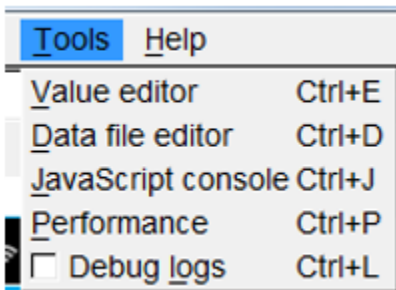 Tools Help
Value editor Ctrl+E
Data file editor Ctrl+D
JavaScript console Ctrl+J
Performance Ctrl+P
Debug logs Ctrl+L